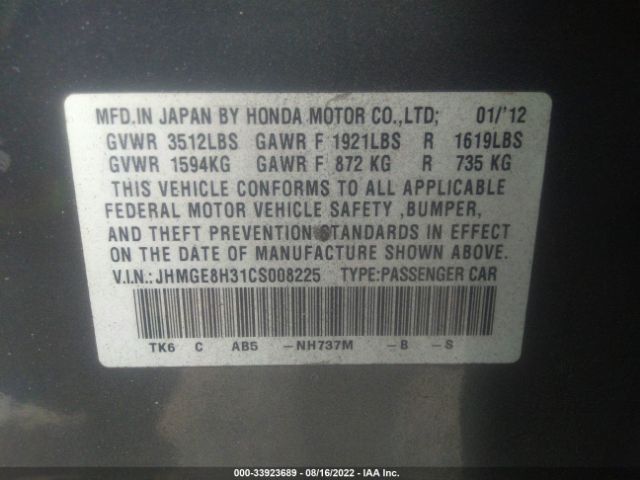 MFD.IN JAPAN BY HONDA MOTOR CO.,LTD; 01/'12
GVWR 3512LBS GAWR F 1921LBS R 1619LBS
GVWR 1594KG GAWR F 872 KG R 735 KG
THIS VEHICLE CONFORMS TO ALL APPLICABLE
FEDERAL MOTOR VEHICLE SAFETY ,BUMPER,
AND THEFT PREVENTION STANDARDS IN EFFECT
ON THE DATE OF MANUFACTURE SHOWN ABOVE.
V.I.N.: JHMGE8H31CS008225 TYPE:PASSENGER CAR
TK6 C AB5 -NH737M -B -S
000-33923689 - 08/16/2022 - IAAI.COM